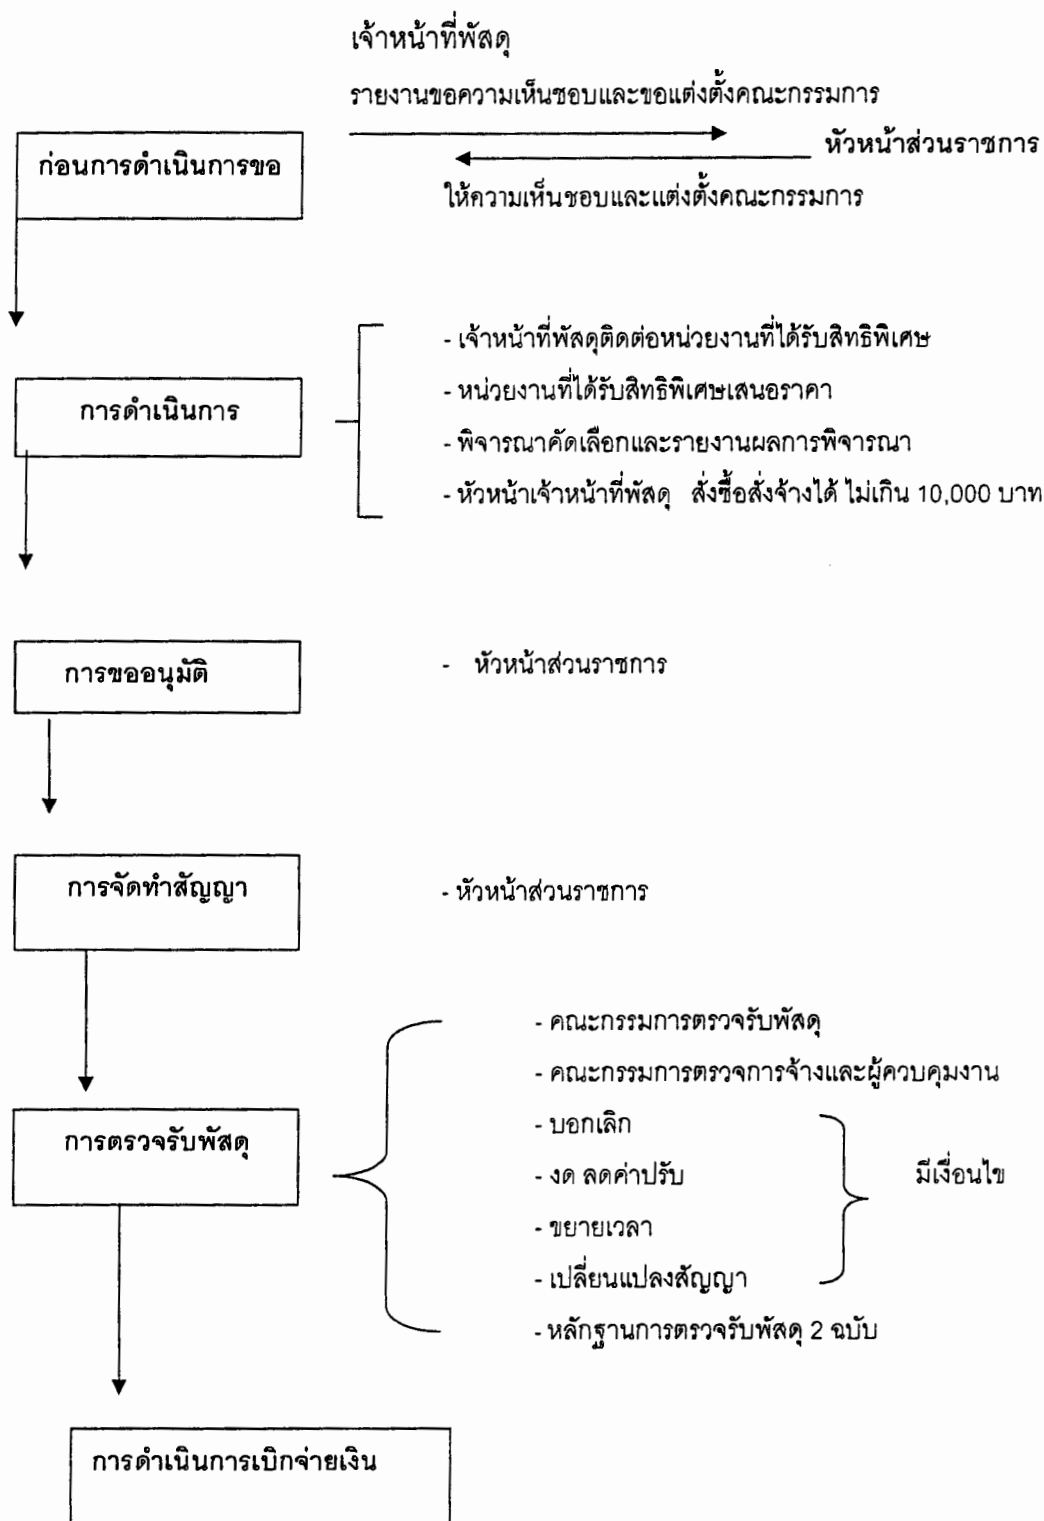 เจ้าหน้าที่พัสดุ
รายงานขอความเห็นชอบและขอแต่งตั้งคณะกรรมการ
ก่อนการดำเนินการขอ
หัวหน้าส่วนราชการ
ให้ความเห็นชอบและแต่งตั้งคณะกรรมการ
- เจ้าหน้าที่พัสดุติดต่อหน่วยงานที่ได้รับสิทธิพิเศษ
การดำเนินการ
- หน่วยงานที่ได้รับสิทธิพิเศษเสนอราคา
- พิจารณาคัดเลือกและรายงานผลการพิจารณา
- หัวหน้าเจ้าหน้าที่พัสดุ สั่งซื้อสั่งจ้างได้ ไม่เกิน 10,000 บาท
การขออนุมัติ
- หัวหน้าส่วนราชการ
การจัดทำสัญญา
- หัวหน้าส่วนราชการ
- คณะกรรมการตรวจรับพัสดุ
- คณะกรรมการตรวจการจ้างและผู้ควบคุมงาน
การตรวจรับพัสดุ
- บอกเลิก
- งด ลดค่าปรับ
มีเงื่อนไข
- ขยายเวลา
- เปลี่ยนแปลงสัญญา
- หลักฐานการตรวจรับพัสดุ 2 ฉบับ
การดำเนินการเบิกจ่ายเงิน